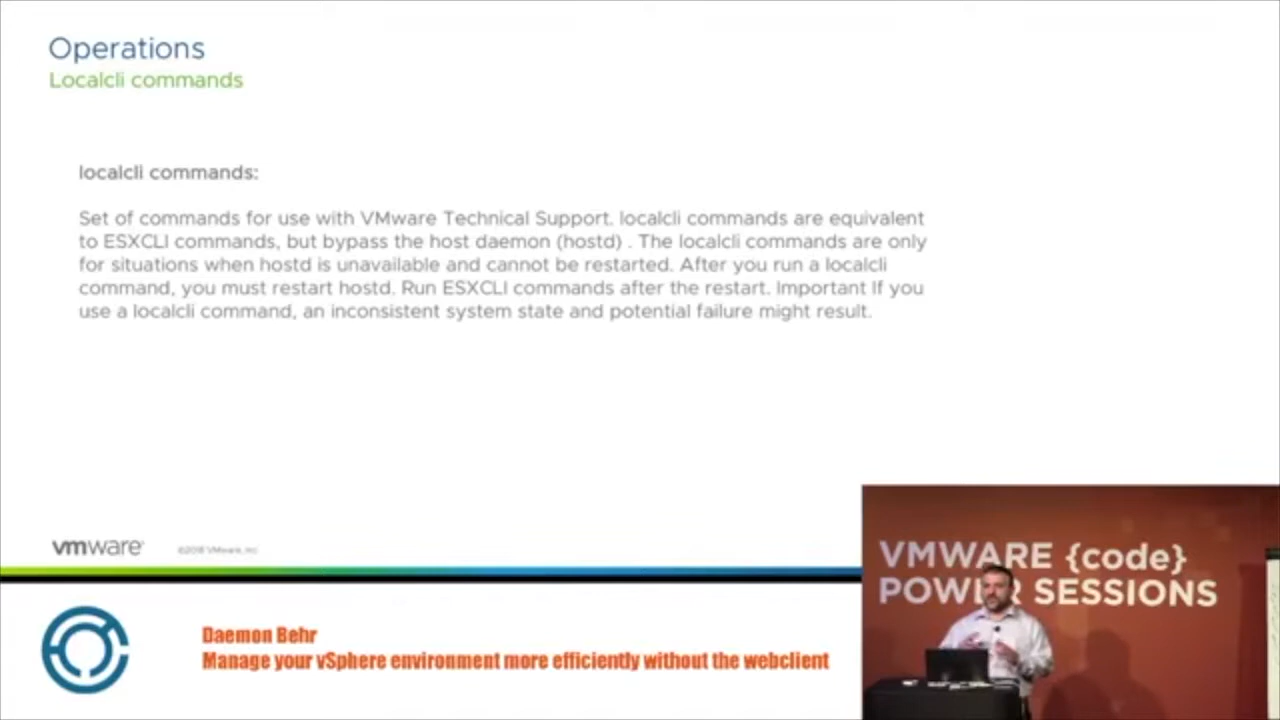 Operations
Localcli commands
localcli commands:
Set of commands for use with VMware Technical Support. localcli commands are equivalent
to ESXCLI commands, but bypass the host daemon (hostd) . The localcli commands are only
for situations when hostd is unavailable and cannot be restarted. After you run a localcli
command, you must restart hostd. Run ESXCLI commands after the restart. Important If you
use a localcli command, an inconsistent system state and potential failure might result.
vmware
©2018 VMware, Inc.
VMWARE {code}
POWER SESSIONS
Daemon Behr
Manage your vSphere environment more efficiently without the webclient